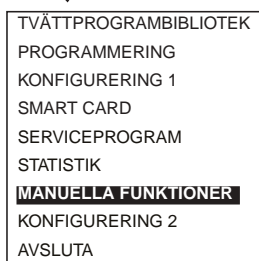 TVÄTTPROGRAMBIBLIOTEK
PROGRAMMERING
KONFIGURERING 1
SMART CARD
SERVICEPROGRAM
STATISTIK
MANUELLA FUNKTIONER
KONFIGURERING 2
AVSLUTA